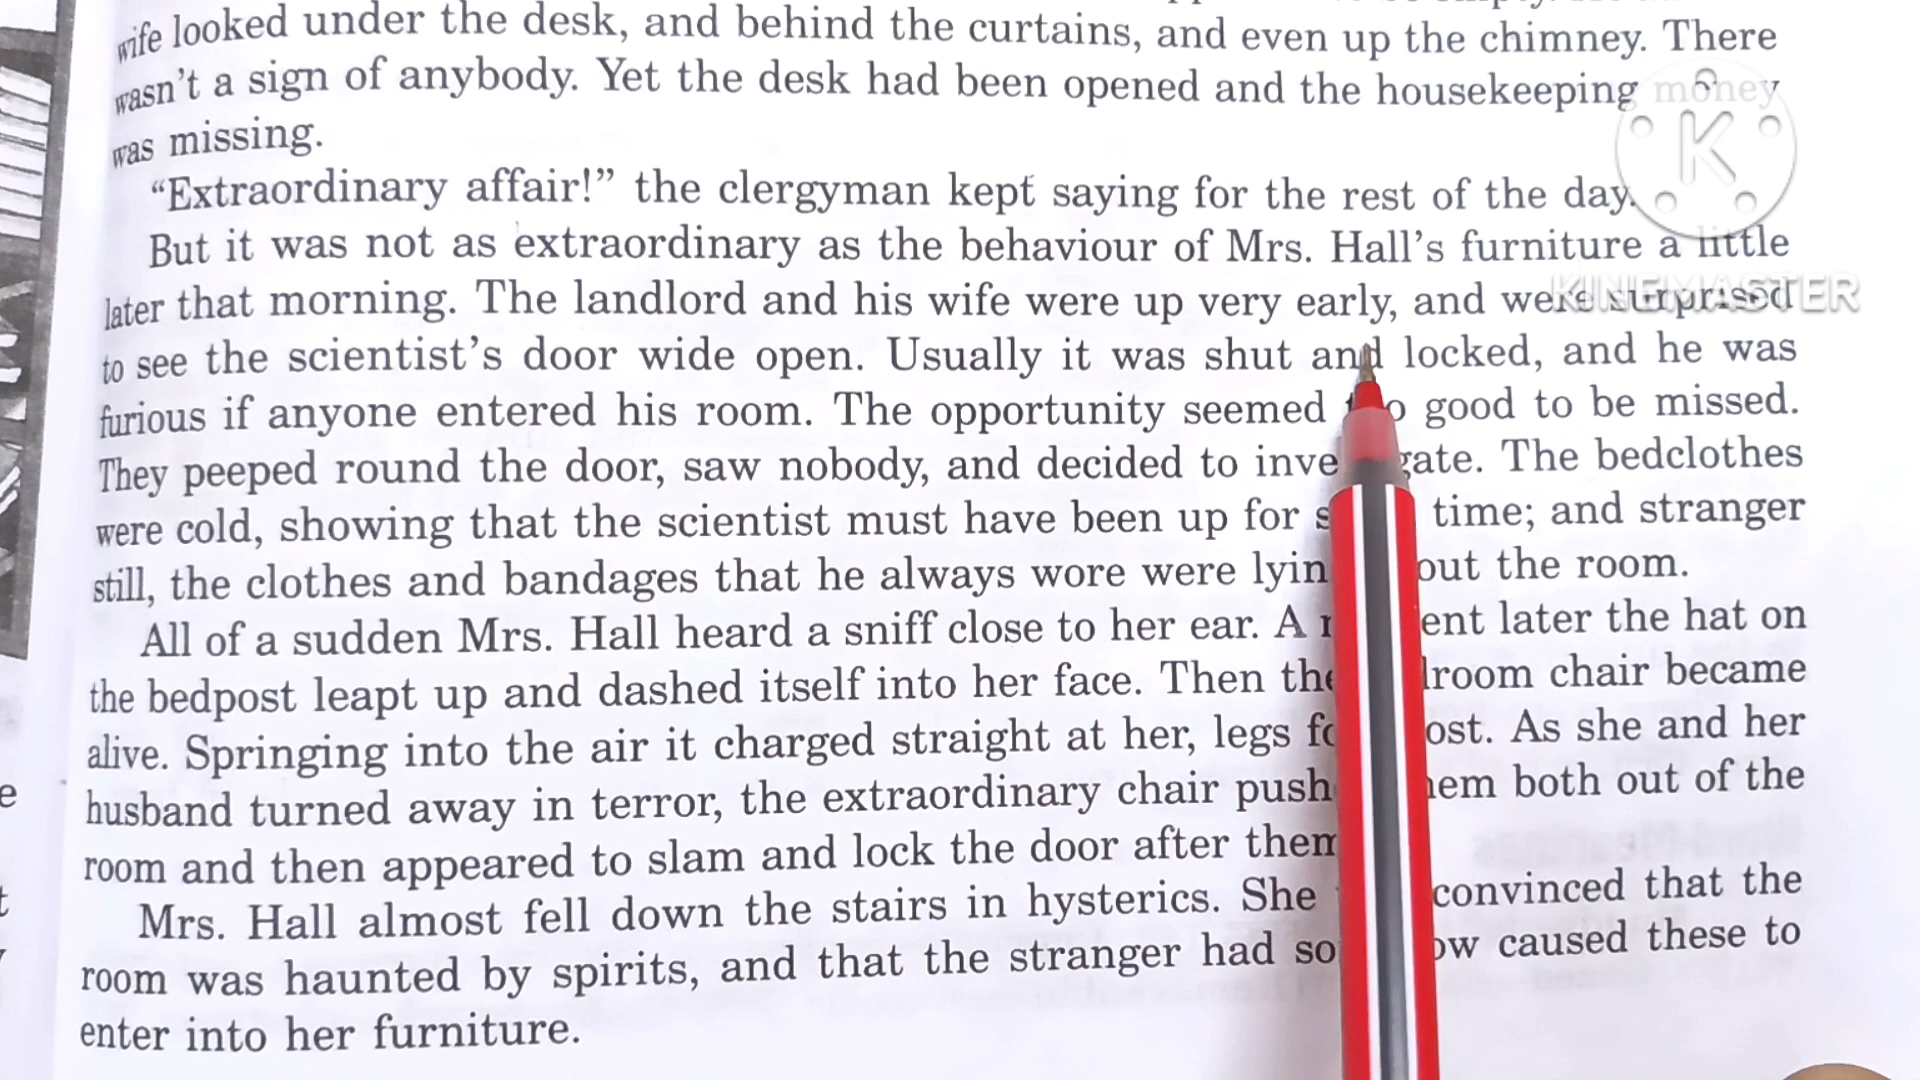 wife looked under the desk, and behind the curtains, and even up the chimney. There
wasn't a sign of anybody. Yet the desk had been opened and the housekeeping money
was missing.
"Extraordinary affair!" the clergyman kept saying for the rest of the day.
But it was not as extraordinary as the behaviour of Mrs. Hall's furniture a little
later that morning. The landlord and his wife were up very early, and were surprised
KINEMASTER
to see the scientist's door wide open. Usually it was shut and locked, and he was
furious if anyone entered his room. The opportunity seemed good to be missed.
They peeped round the door, saw nobody, and decided to The bedclothes
were cold, showing that the scientist must have been up for time; and stranger
still, the clothes and bandages that he always wore were the room.
All of a sudden Mrs. Hall heard a sniff close to her ear. A later the hat on
the bedpost leapt up and dashed itself into her face. Then chair became
alive. Springing into the air it charged straight at her, legs As she and her
husband turned away in terror, the extraordinary chair both out of the
room and then appeared to slam and lock the door after
Mrs. Hall almost fell down the stairs in hysterics. She convinced that the
room was haunted by spirits, and that the stranger had caused these to
enter into her furniture.